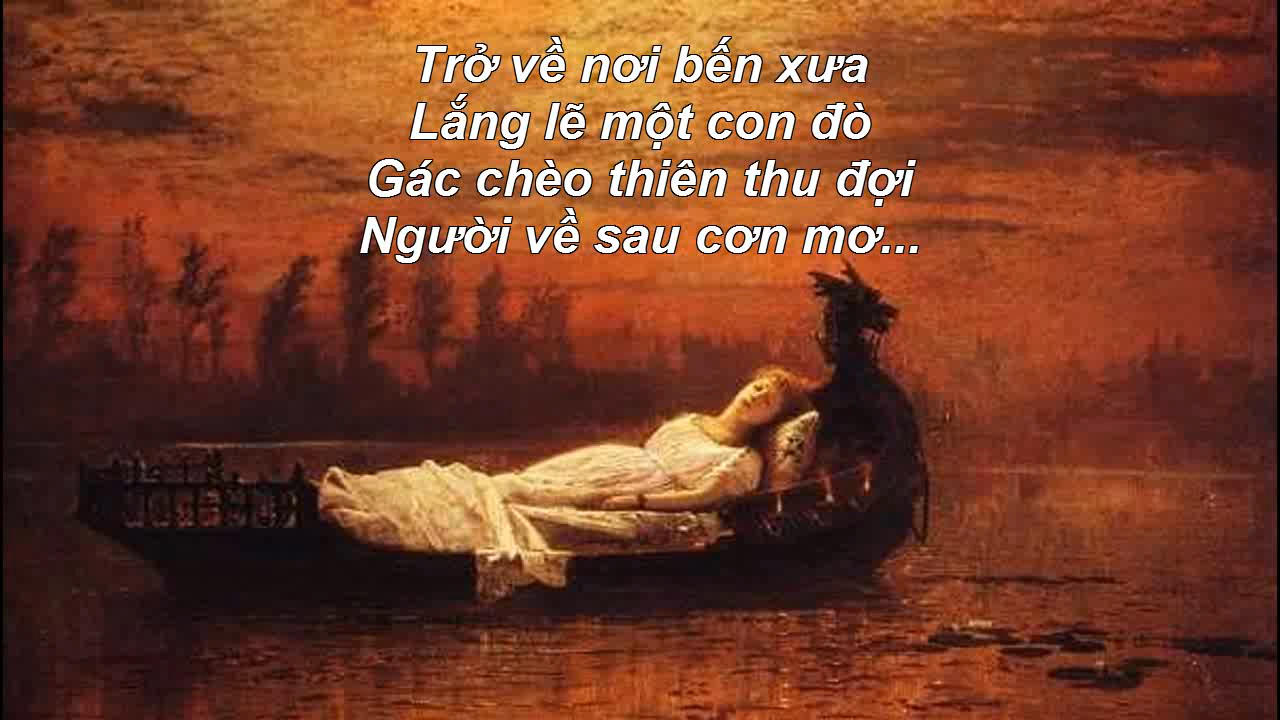 Trở về nơi bến xưa
Lắng lẽ một con đò
Gác chèo thiên thu đợi
Người về sau cơn mơ...